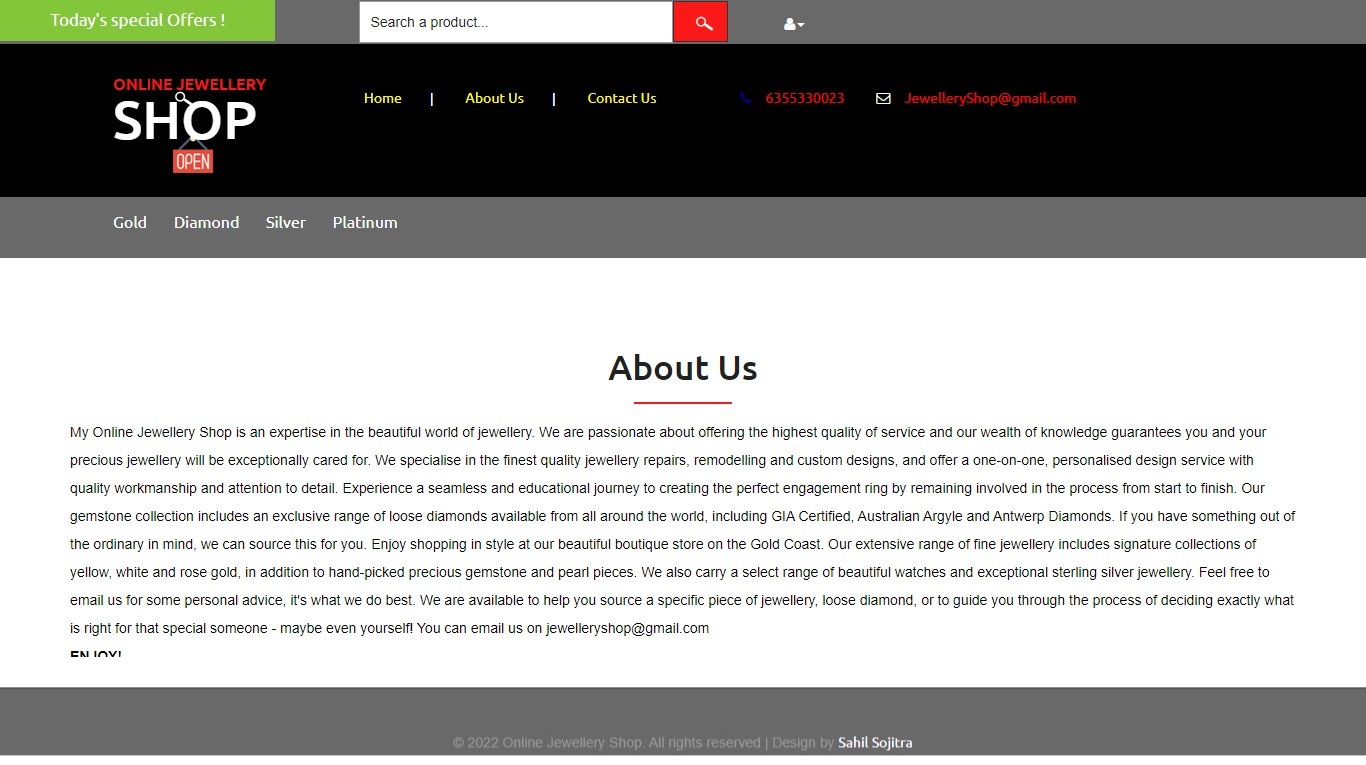 Today's special Offers !
Search a product...
ONLINE JEWELLERY
SHOP
OPEN
Home | About Us | Contact Us
6355330023
JewelleryShop@gmail.com
Gold Diamond Silver Platinum
About Us
My Online Jewellery Shop is an expertise in the beautiful world of jewellery. We are passionate about offering the highest quality of service and our wealth of knowledge guarantees you and your
precious jewellery will be exceptionally cared for. We specialise in the finest quality jewellery repairs, remodelling and custom designs, and offer a one-on-one, personalised design service with
quality workmanship and attention to detail. Experience a seamless and educational journey to creating the perfect engagement ring by remaining involved in the process from start to finish. Our
gemstone collection includes an exclusive range of loose diamonds available from all around the world, including GIA Certified, Australian Argyle and Antwerp Diamonds. If you have something out of
the ordinary in mind, we can source this for you. Enjoy shopping in style at our beautiful boutique store on the Gold Coast. Our extensive range of fine jewellery includes signature collections of
yellow, white and rose gold, in addition to hand-picked precious gemstone and pearl pieces. We also carry a select range of beautiful watches and exceptional sterling silver jewellery. Feel free to
email us for some personal advice, it's what we do best. We are available to help you source a specific piece of jewellery, loose diamond, or to guide you through the process of deciding exactly what
is right for that special someone - maybe even yourself! You can email us on jewelleryshop@gmail.com
ENJOY!
© 2022 Online Jewellery Shop. All rights reserved | Design by Sahil Sojitra